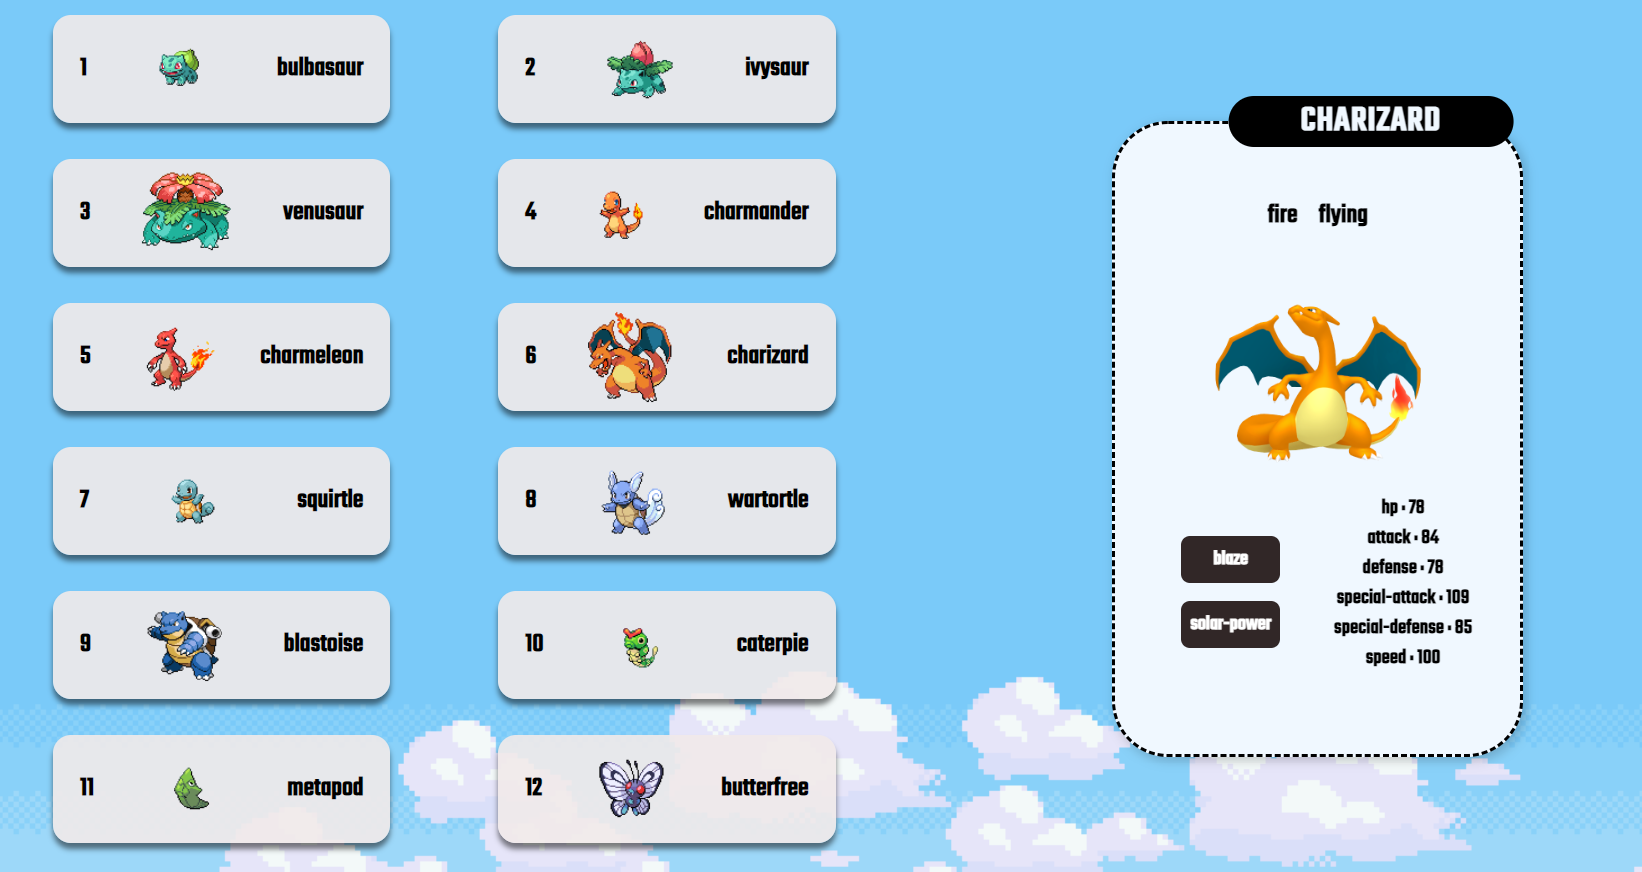 1 bulbasaur
2 ivysaur
3 venusaur
4 charmander
5 charmeleon
6 charizard
7 squirtle
8 wartortle
9 blastoise
10 caterpie
11 metapod
12 butterfree
CHARIZARD
fire flying
blaze
solar-power
hp · 78
attack · 84
defense · 78
special-attack · 109
special-defense · 85
speed · 100